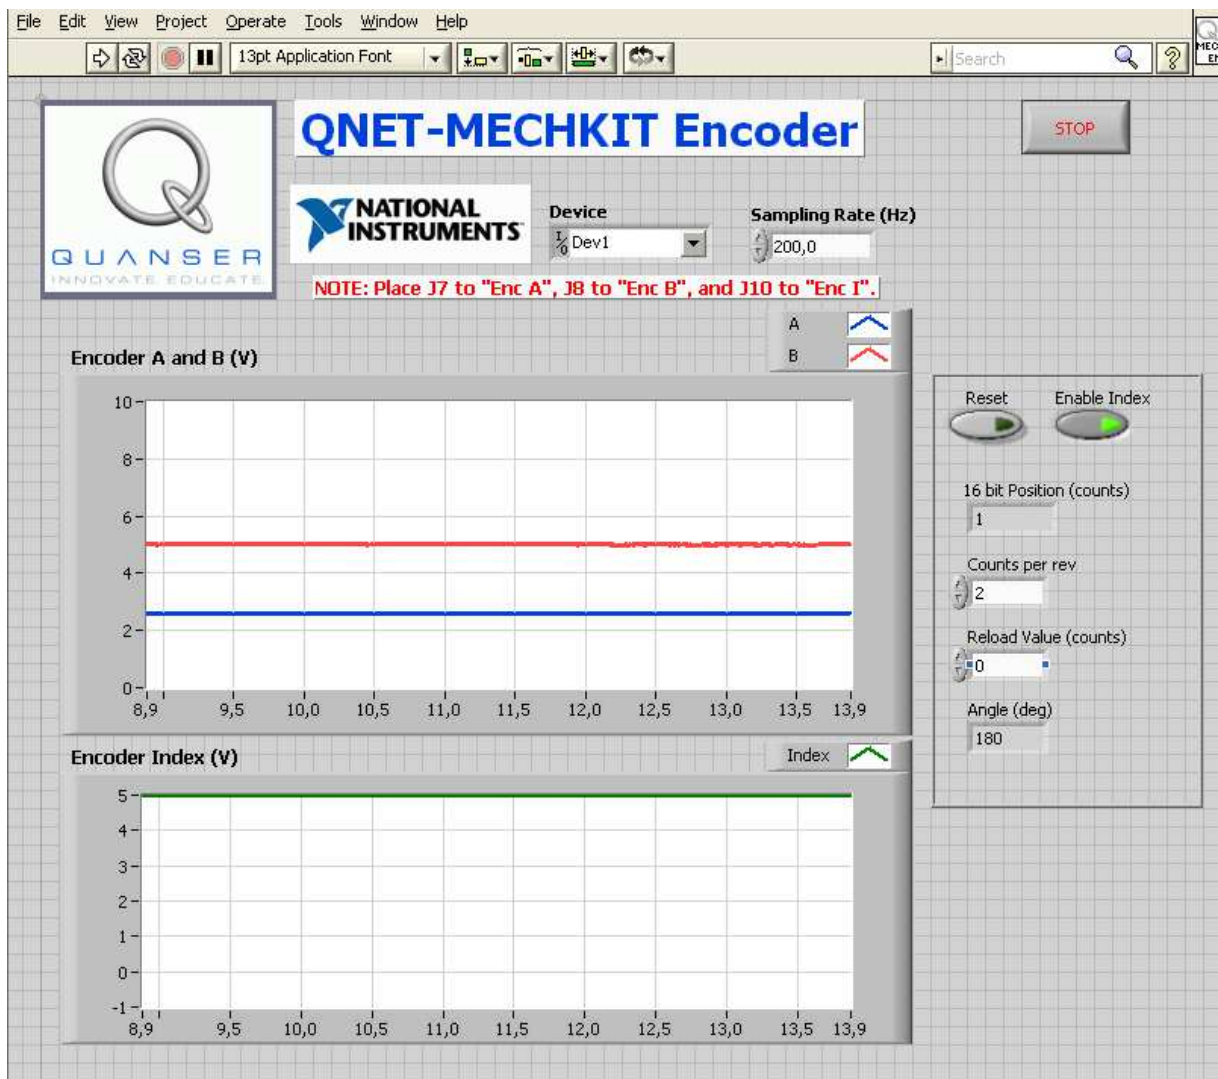 File Edit View Project Operate Tools Window Help
13pt Application Font
Search
?
QNET-MECHKIT Encoder
STOP
QUANSER
INNOVATE EDUCATE
NATIONAL
INSTRUMENTS
Device
Dev1
Sampling Rate (Hz)
200,0
NOTE: Place J7 to "Enc A", J8 to "Enc B", and J10 to "Enc I".
A
B
Encoder A and B (V)
10
8
6
4
2
0
8,9 9,5 10,0 10,5 11,0 11,5 12,0 12,5 13,0 13,5 13,9
Reset Enable Index
16 bit Position (counts)
1
Counts per rev
2
Reload Value (counts)
0
Angle (deg)
180
Encoder Index (V)
Index
5
4
3
2
1
0
-1
8,9 9,5 10,0 10,5 11,0 11,5 12,0 12,5 13,0 13,5 13,9